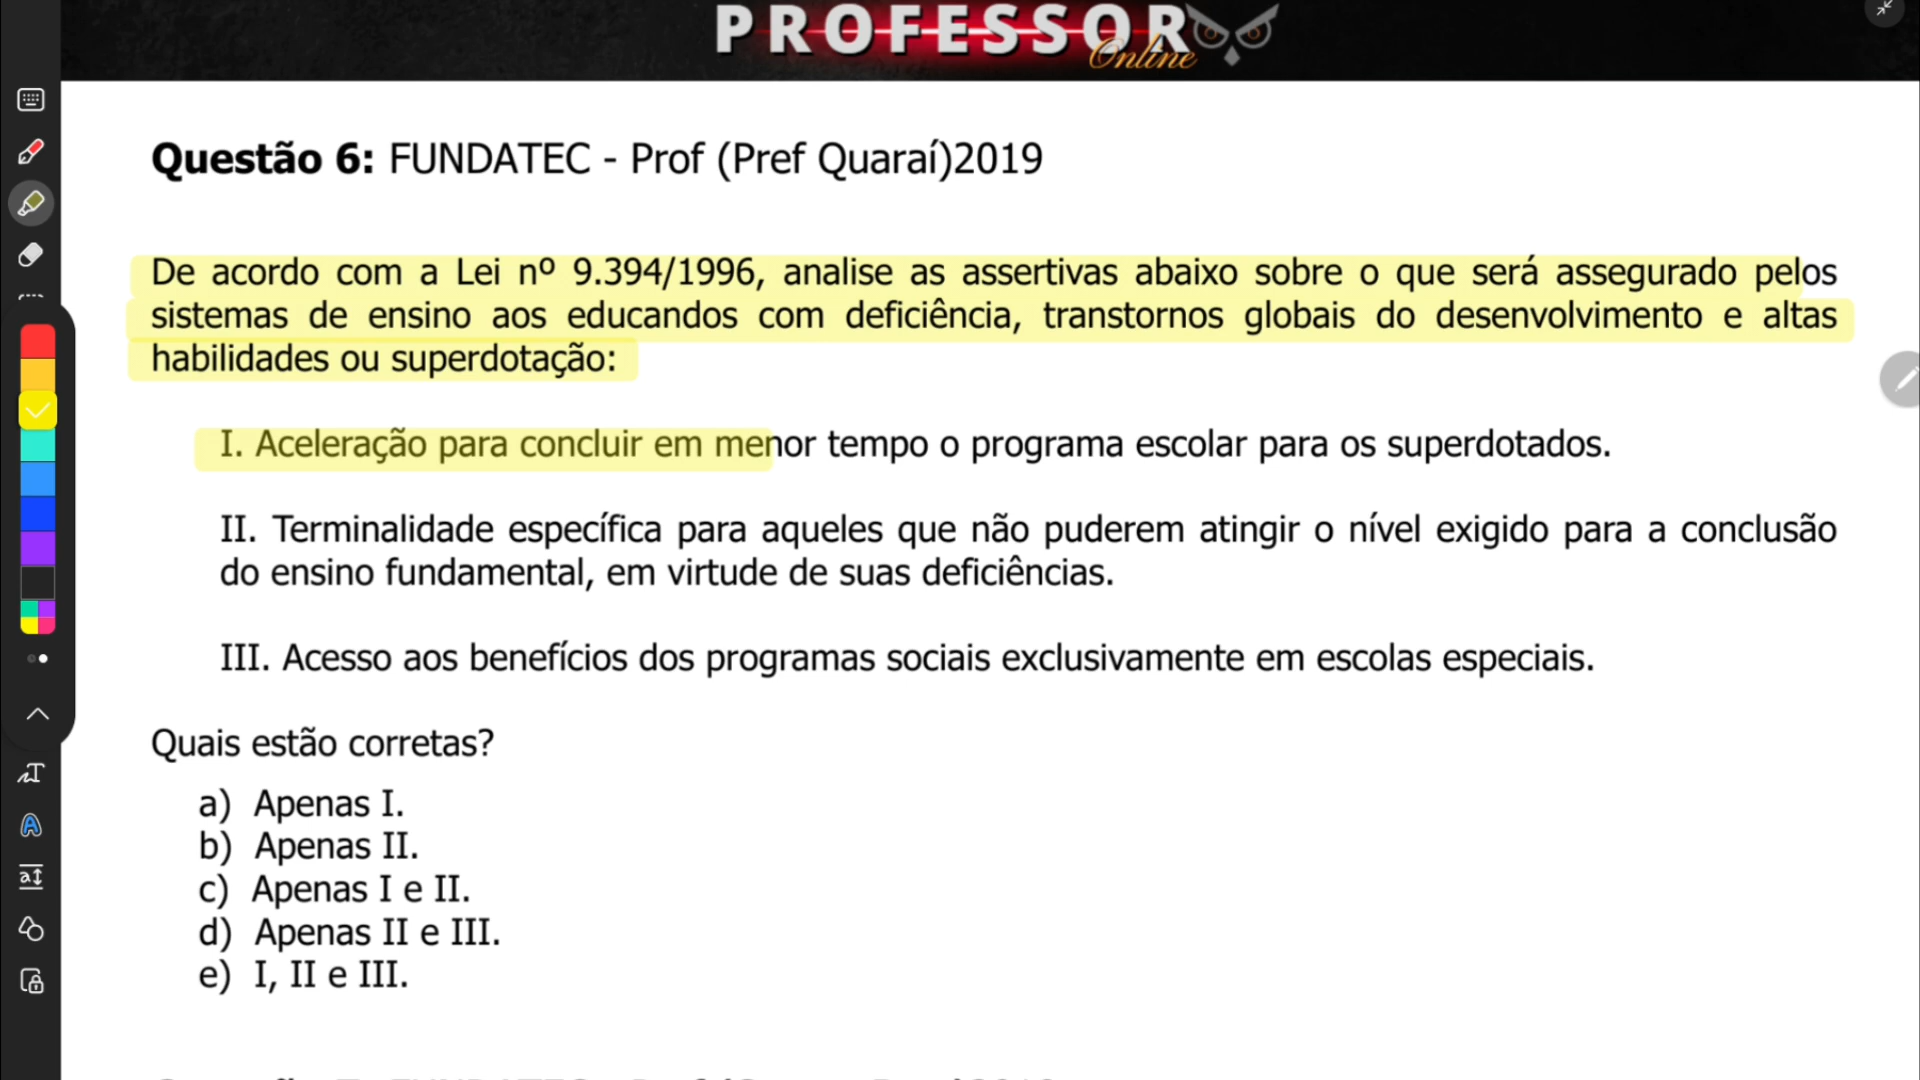 PROFESSOR
Online
Questão 6: FUNDATEC - Prof (Pref Quaraí)2019
De acordo com a Lei nº 9.394/1996, analise as assertivas abaixo sobre o que será assegurado pelos
sistemas de ensino aos educandos com deficiência, transtornos globais do desenvolvimento e altas
habilidades ou superdotação:
I. Aceleração para concluir em menor tempo o programa escolar para os superdotados.
II. Terminalidade específica para aqueles que não puderem atingir o nível exigido para a conclusão
do ensino fundamental, em virtude de suas deficiências.
III. Acesso aos benefícios dos programas sociais exclusivamente em escolas especiais.
Quais estão corretas?
a) Apenas I.
b) Apenas II.
c) Apenas I e II.
d) Apenas II e III.
e) I, II e III.